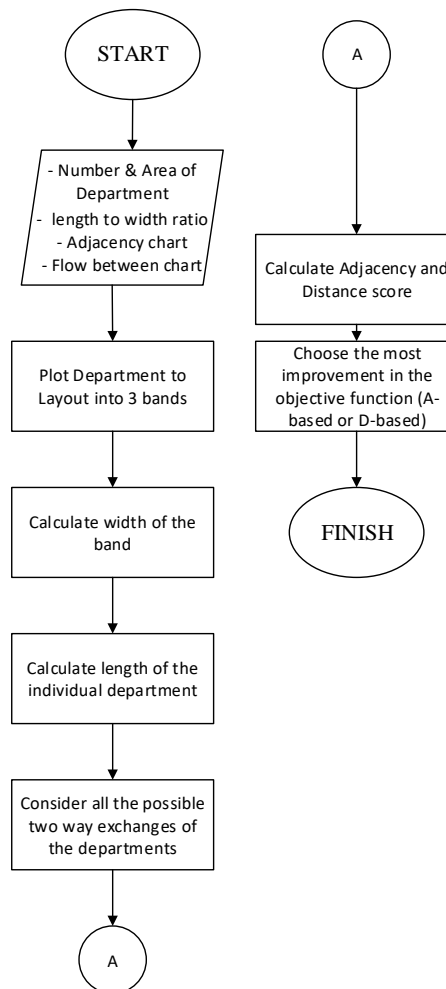 START
- Number & Area of
Department
- length to width ratio
- Adjacency chart
- Flow between chart
Plot Department to
Layout into 3 bands
Calculate width of the
band
Calculate length of the
individual department
Consider all the possible
two way exchanges of
the departments
A
A
Calculate Adjacency and
Distance score
Choose the most
improvement in the
objective function (A-
based or D-based)
FINISH